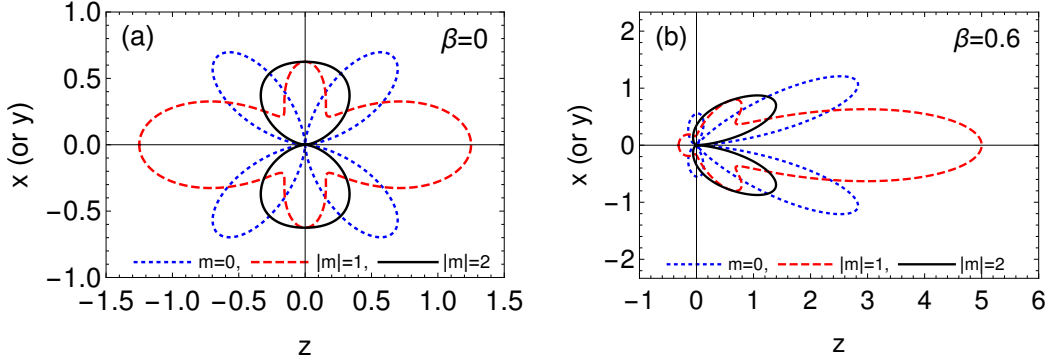 (a)
β=0
x (or y)
1.0
0.5
0.0
−0.5
−1.0
m=0, |m|=1, |m|=2
−1.5 −1.0 −0.5 0.0 0.5 1.0 1.5
z
(b)
β=0.6
x (or y)
2
1
0
−1
−2
m=0, |m|=1, |m|=2
−1 0 1 2 3 4 5 6
z